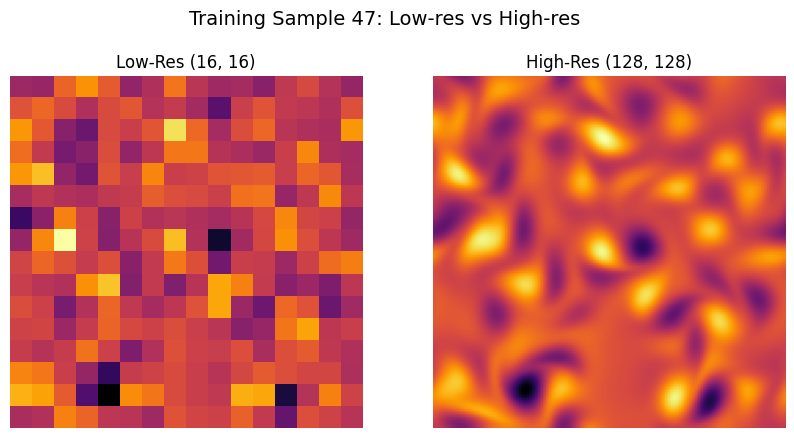 Training Sample 47: Low-res vs High-res
Low-Res (16, 16)
High-Res (128, 128)